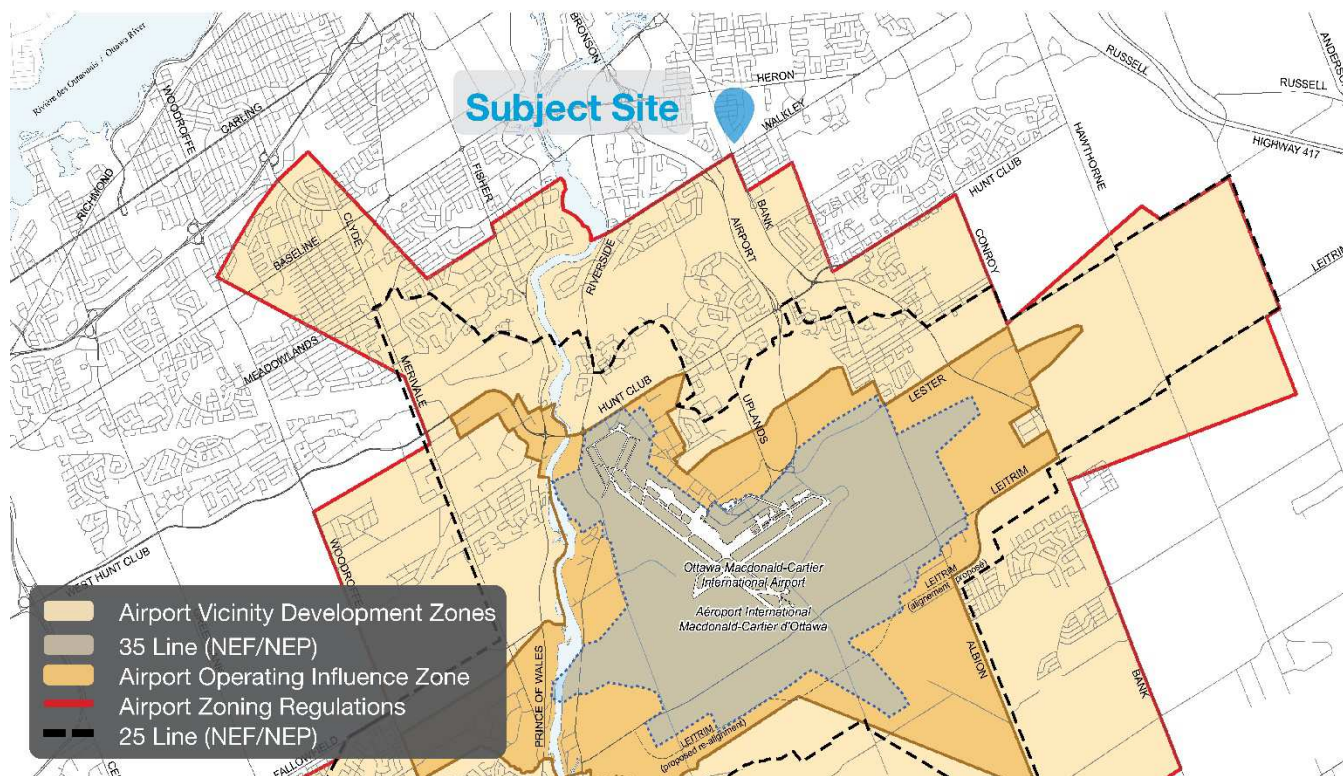 Rivière des Outaouais / Ottawa River
WOODROFFE
CARLING
RICHMOND
BASELINE
CLYDE
FISHER
BRONSON
HERON
WALKLEY
Subject Site
RUSSELL
RUSSELL
HIGHWAY 417
HAWTHORNE
HUNT CLUB
CONROY
BANK
AIRPORT
RIVERSIDE
LEITRIM
MEADOWLANDS
MERIVALE
HUNT CLUB
UPLANDS
LESTER
LEITRIM
WEST HUNT CLUB
Ottawa Macdonald-Cartier
International Airport
Aéroport International
Macdonald-Cartier d'Ottawa
LEITRIM
ALBION
BANK
PRINCE OF WALES
LEITRIM
(proposed re-alignment)
Airport Vicinity Development Zones
35 Line (NEF/NEP)
Airport Operating Influence Zone
Airport Zoning Regulations
25 Line (NEF/NEP)